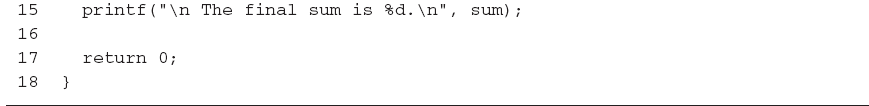 15    printf("\n The final sum is %d.\n", sum);
16
17    return 0;
18  }